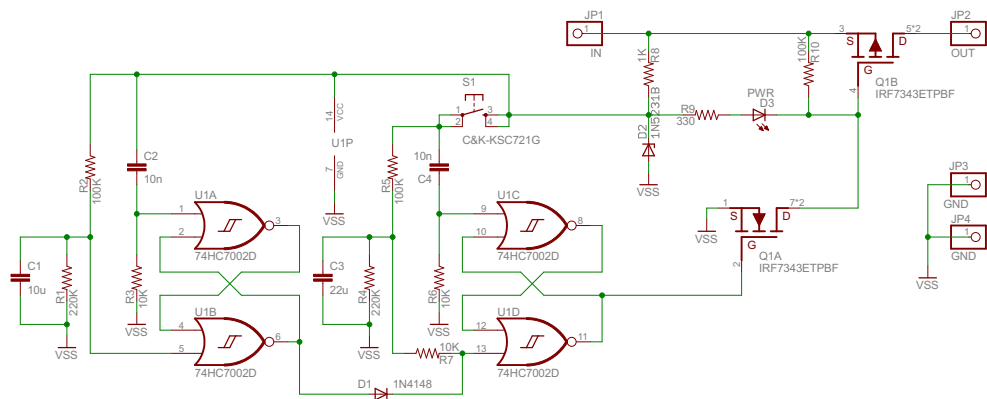 JP1
1
IN
3
S
D
G
5*2
4
JP2
1
OUT
Q1B
IRF7343ETPBF
1K
R8
100K
R10
S1
1
2
3
4
C&K-KSC721G
14
VCC
U1P
7
GND
VSS
D2
1N5231B
VSS
R9
330
PWR
D3
R2
100K
C2
10n
R5
100K
10n
C4
JP3
1
GND
JP4
1
GND
VSS
U1A
1
2
3
74HC7002D
U1C
9
10
8
74HC7002D
1
S
D
G
7*2
2
VSS
Q1A
IRF7343ETPBF
C1
10u
R1
220K
VSS
R3
10K
VSS
C3
22u
R4
220K
VSS
R6
10K
VSS
U1B
4
5
6
74HC7002D
10K
R7
U1D
12
13
11
74HC7002D
D1
1N4148